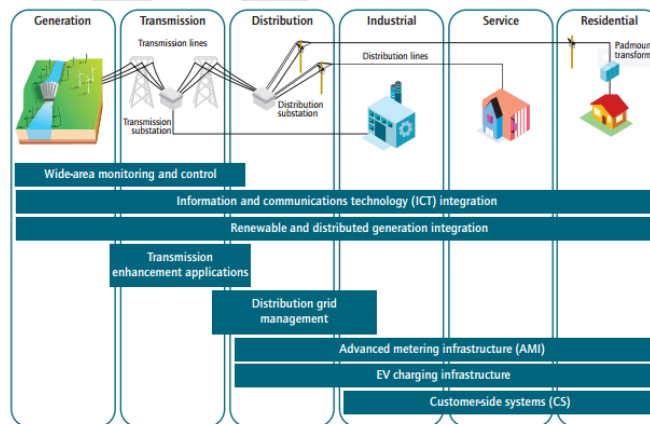 Generation
Transmission
Distribution
Industrial
Service
Residential
Transmission lines
Distribution lines
Padmount
transform
Transmission
substation
Distribution
substation
Wide-area monitoring and control
Information and communications technology (ICT) integration
Renewable and distributed generation integration
Transmission
enhancement applications
Distribution grid
management
Advanced metering infrastructure (AMI)
EV charging infrastructure
Customer-side systems (CS)